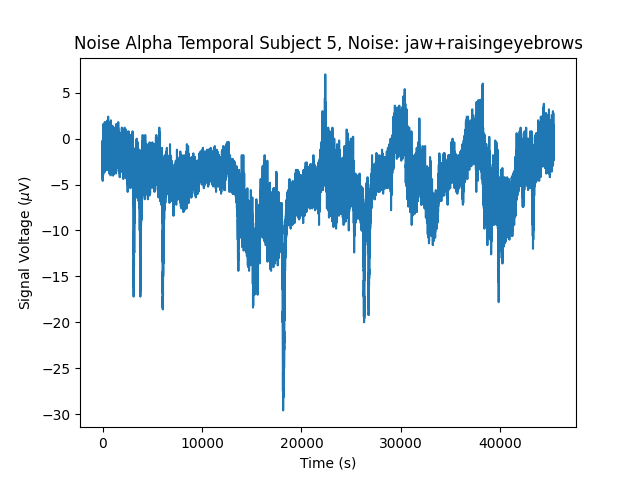 Noise Alpha Temporal Subject 5, Noise: jaw+raisingeyebrows
5
0
−5
−10
−15
−20
−25
−30
Signal Voltage (μV)
0 10000 20000 30000 40000
Time (s)